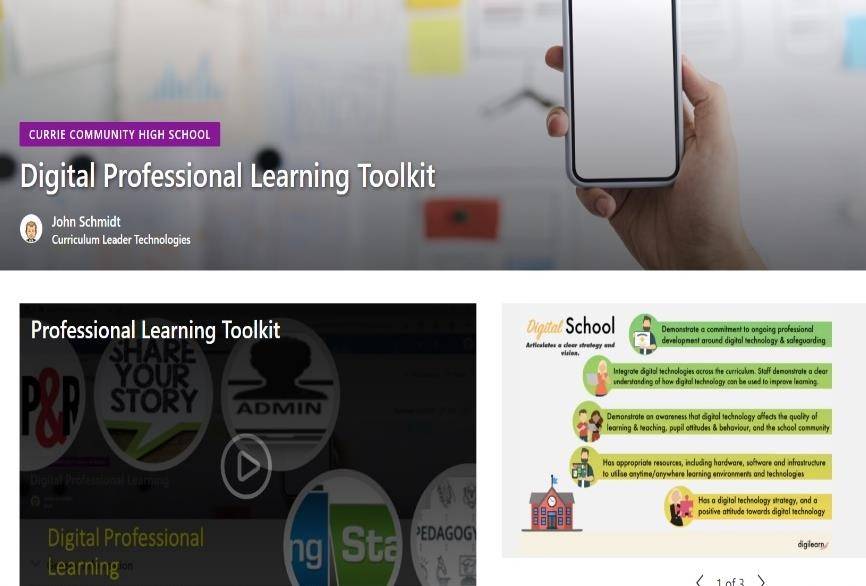 CURRIE COMMUNITY HIGH SCHOOL
Digital Professional Learning Toolkit
John Schmidt
Curriculum Leader Technologies
Professional Learning Toolkit
P&R
SHARE
YOUR
STORY
ADMIN
Digital Professional Learning
Digital Professional
Learning
ng
Sta
PEDAGOGY
Digital School
Articulates a clear strategy and
vision.
Demonstrate a commitment to ongoing professional
development around digital technology & safeguarding
Integrate digital technologies across the curriculum. Staff demonstrate a clear
understanding of how digital technology can be used to improve learning.
Demonstrate an awareness that digital technology affects the quality of
learning & teaching, pupil attitudes & behaviour, and the school community
Has appropriate resources, including hardware, software and infrastructure
to utilise anytime/anywhere learning environments and technologies
Has a digital technology strategy, and a
positive attitude towards digital technology
digilearn
1 of 3